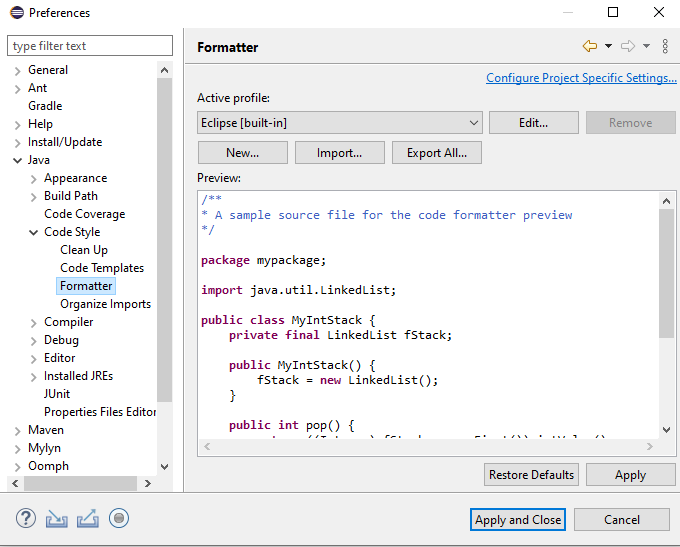 Preferences
type filter text
General
Ant
Gradle
Help
Install/Update
Java
Appearance
Build Path
Code Coverage
Code Style
Clean Up
Code Templates
Formatter
Organize Imports
Compiler
Debug
Editor
Installed JREs
JUnit
Properties Files Editor
Maven
Mylyn
Oomph
Formatter
Configure Project Specific Settings...
Active profile:
Eclipse [built-in]
Edit...
Remove
New...
Import...
Export All...
Preview:
/**
* A sample source file for the code formatter preview
*/
package mypackage;
import java.util.LinkedList;
public class MyIntStack {
private final LinkedList fStack;
public MyIntStack() {
fStack = new LinkedList();
}
public int pop() {
Restore Defaults
Apply
?
Apply and Close
Cancel